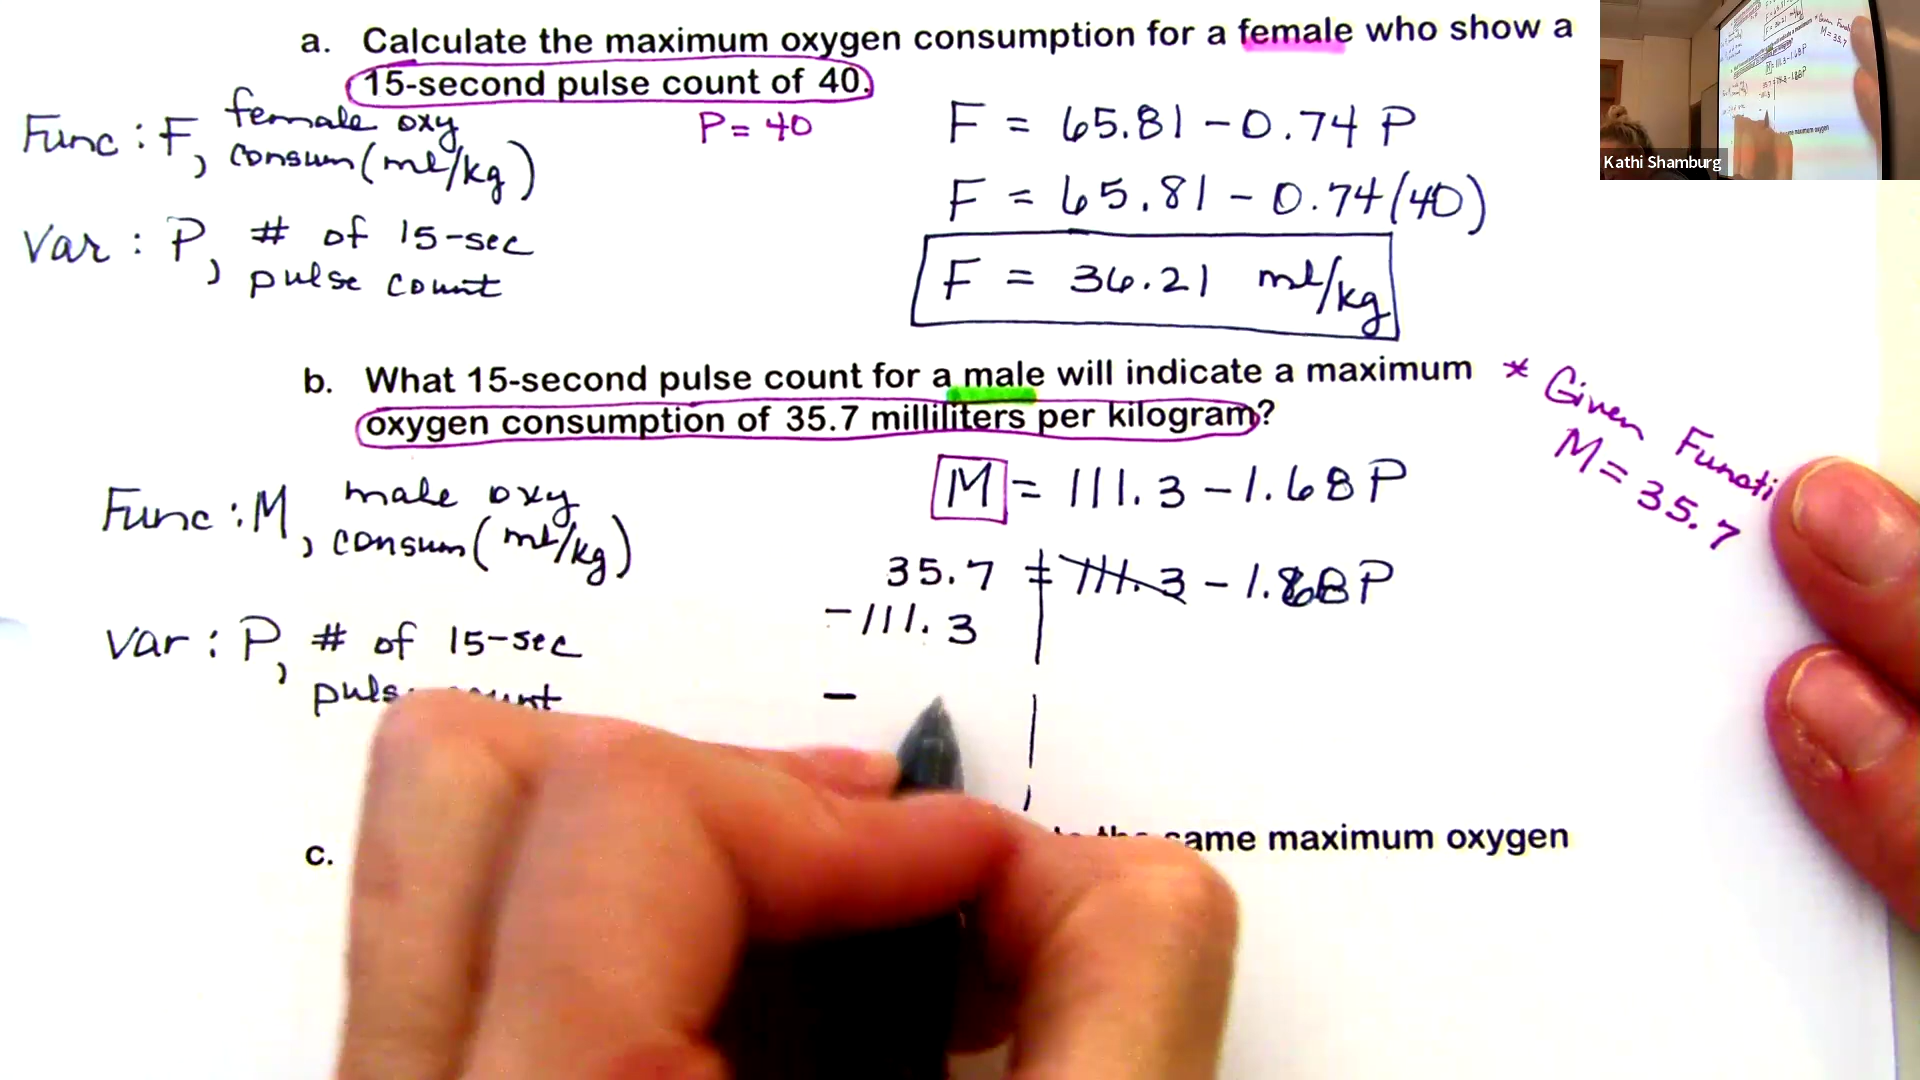 a. Calculate the maximum oxygen consumption for a female who show a
15-second pulse count of 40.
Func : F, female oxy
consum (ml/kg)
P = 40
F = 65.81 - 0.74 P
F = 65.81 - 0.74(40)
F = 36.21 ml/kg
Var : P, # of 15-sec
pulse count
Kathi Shamburg
b. What 15-second pulse count for a male will indicate a maximum
oxygen consumption of 35.7 milliliters per kilogram?
* Given Functi
M = 35.7
Func : M, male oxy
consum (ml/kg)
M = 111.3 - 1.68 P
35.7 = 111.3 - 1.68 P
-111.3
Var : P, # of 15-sec
-
c. same maximum oxygen